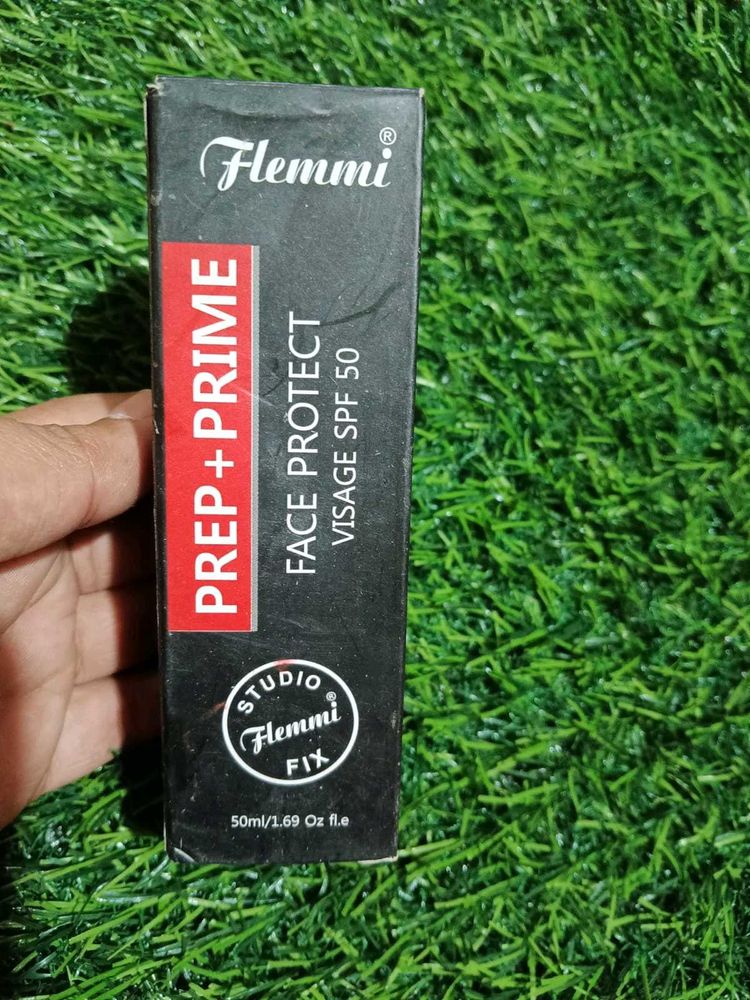 Flemmi®
PREP+PRIME
FACE PROTECT
VISAGE SPF 50
STUDIO
Flemmi®
FIX
50ml/1.69 Oz fl.e